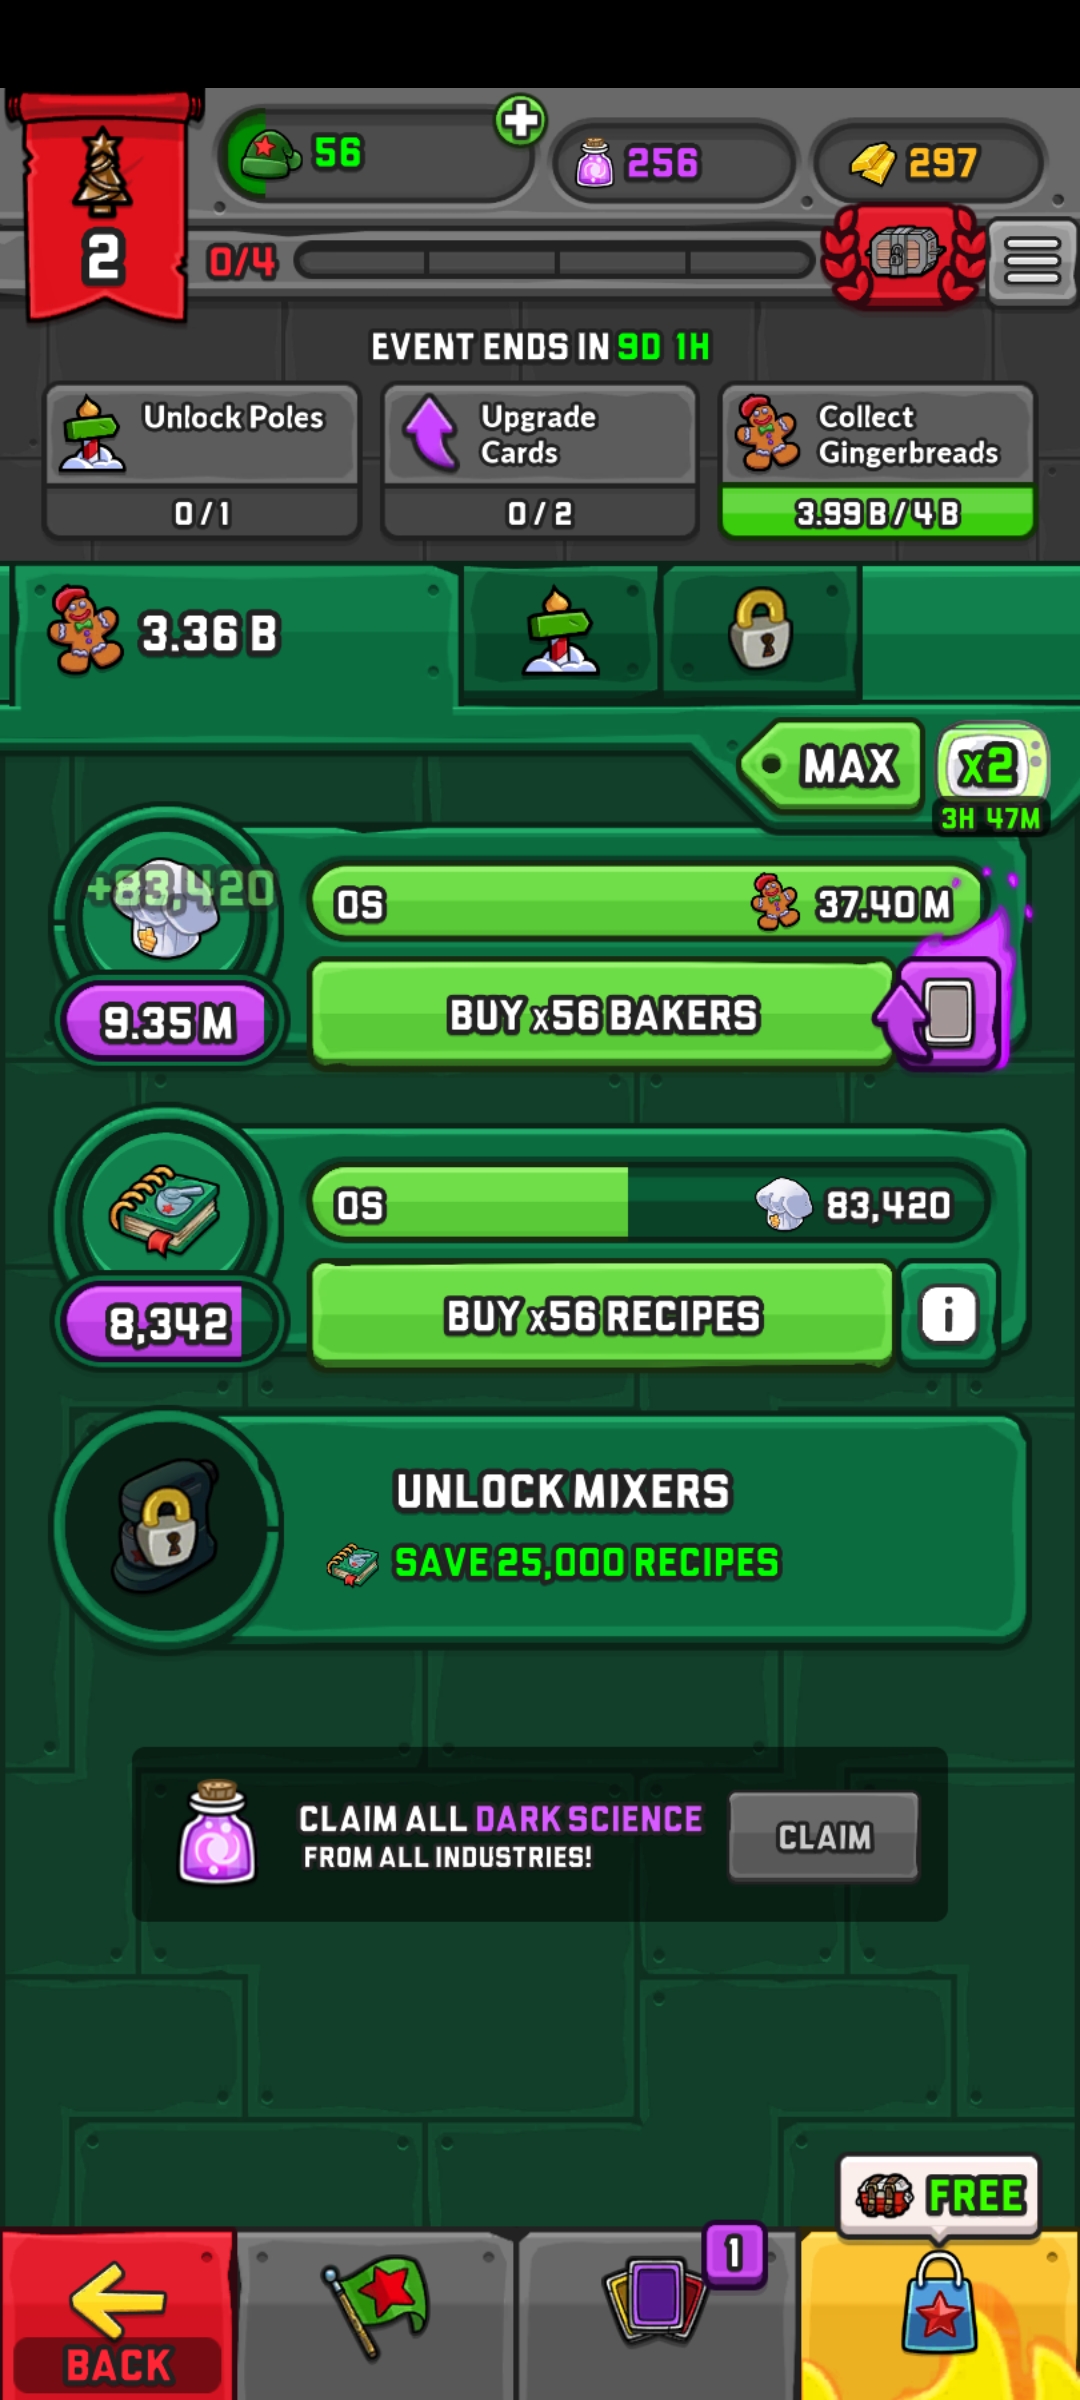 56
256
297
2
0/4
EVENT ENDS IN 9D 1H
Unlock Poles
0/1
Upgrade
Cards
0/2
Collect
Gingerbreads
3.99 B/4 B
3.36 B
MAX
x2
3H 47M
+83,420
9.35 M
0S
37.40 M
BUY x56 BAKERS
8,342
0S
83,420
BUY x56 RECIPES
i
UNLOCK MIXERS
SAVE 25,000 RECIPES
CLAIM ALL DARK SCIENCE
FROM ALL INDUSTRIES!
CLAIM
FREE
1
BACK